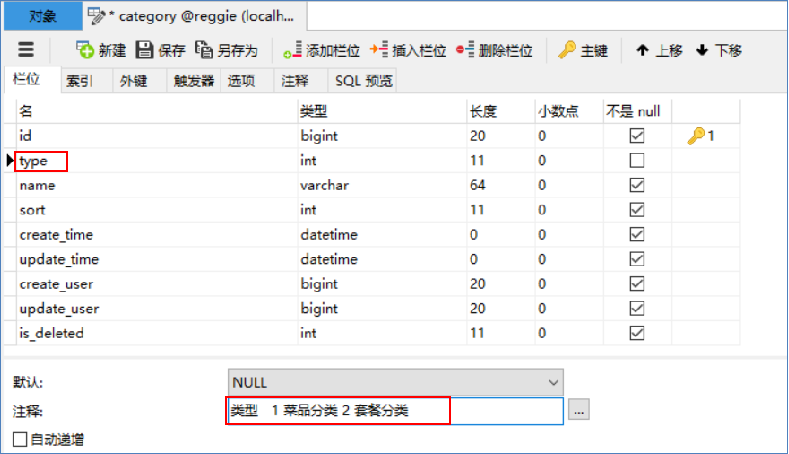 对象 * category @reggie (localh...
新建 保存 另存为 添加栏位 插入栏位 删除栏位 主键 上移 下移
栏位 索引 外键 触发器 选项 注释 SQL 预览
名 类型 长度 小数点 不是 null
id bigint 20 0 1
type int 11 0
name varchar 64 0
sort int 11 0
create_time datetime 0 0
update_time datetime 0 0
create_user bigint 20 0
update_user bigint 20 0
is_deleted int 11 0
默认: NULL
注释: 类型 1 菜品分类 2 套餐分类 ...
自动递增